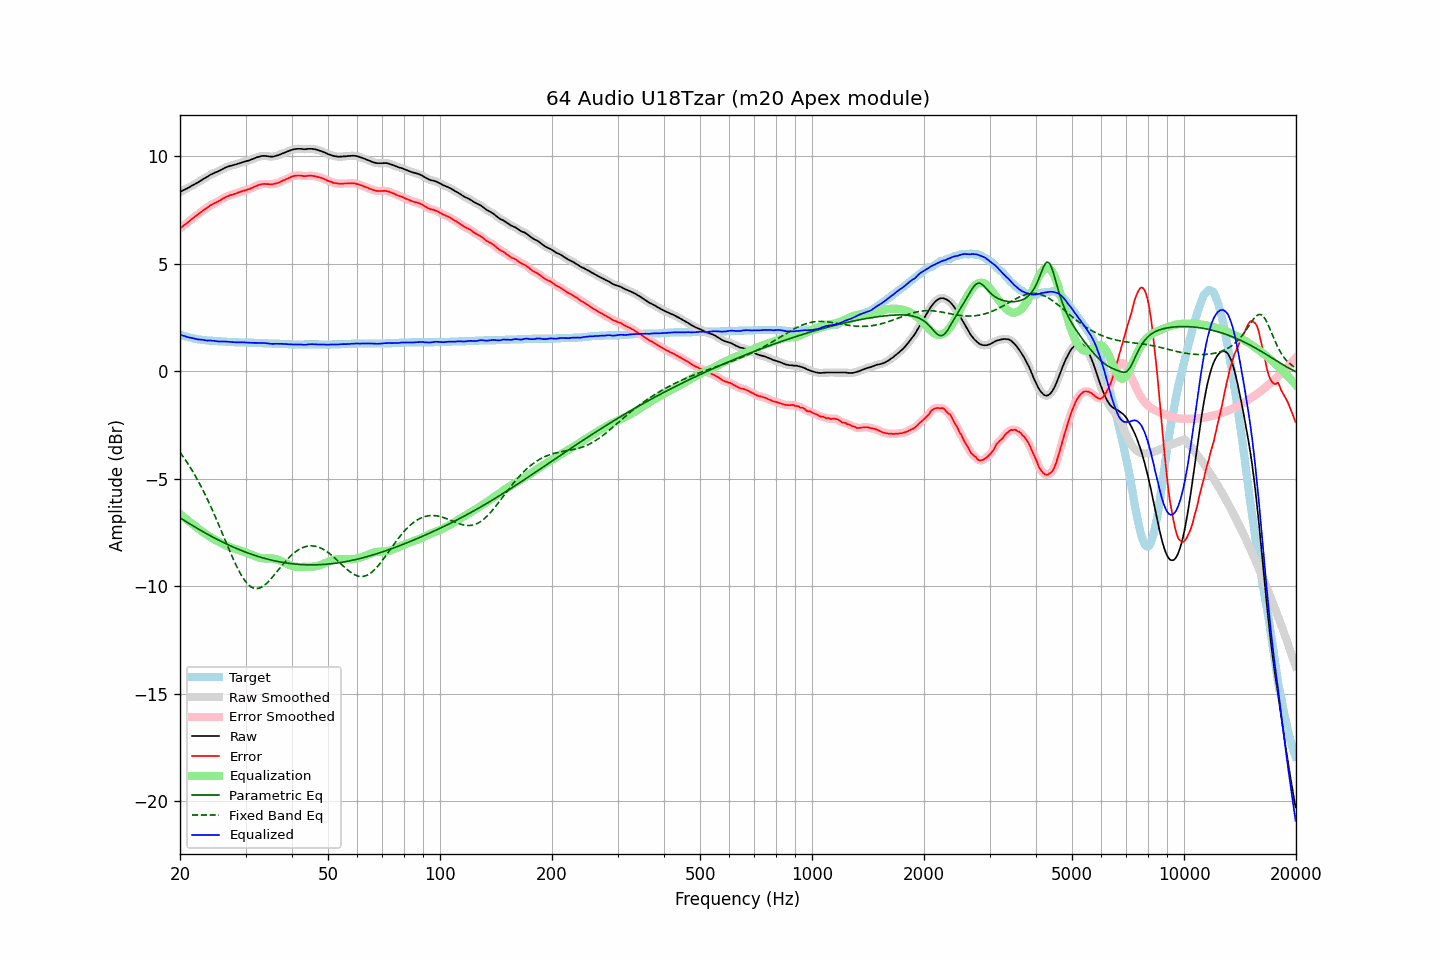 64 Audio U18Tzar (m20 Apex module)
Amplitude (dBr)
10
5
0
−5
−10
−15
−20
Target
Raw Smoothed
Error Smoothed
Raw
Error
Equalization
Parametric Eq
Fixed Band Eq
Equalized
20 50 100 200 500 1000 2000 5000 10000 20000
Frequency (Hz)